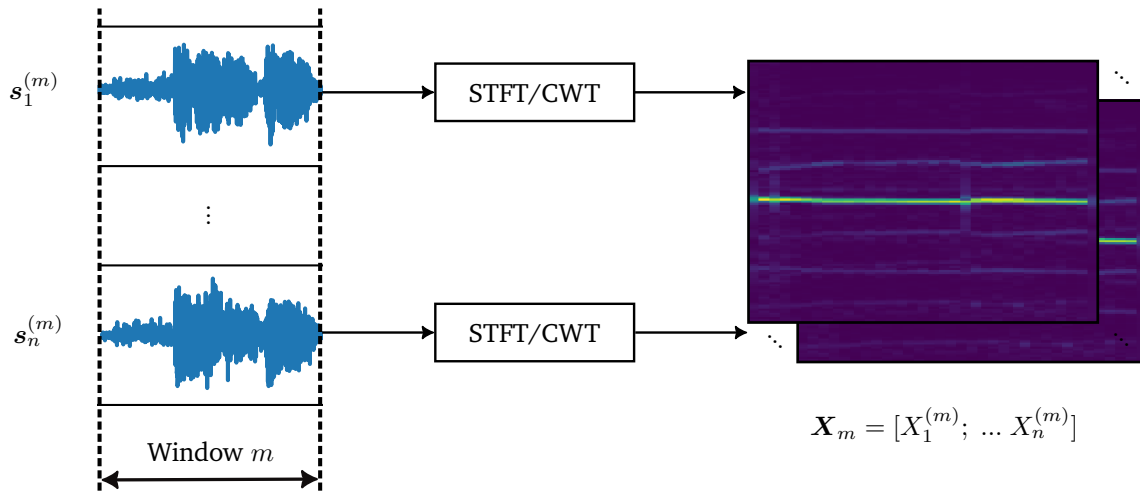 s_1^{(m)}
STFT/CWT
⋱
⋮
s_n^{(m)}
STFT/CWT
⋱
⋱
X_m = [X_1^{(m)}; ... X_n^{(m)}]
Window m